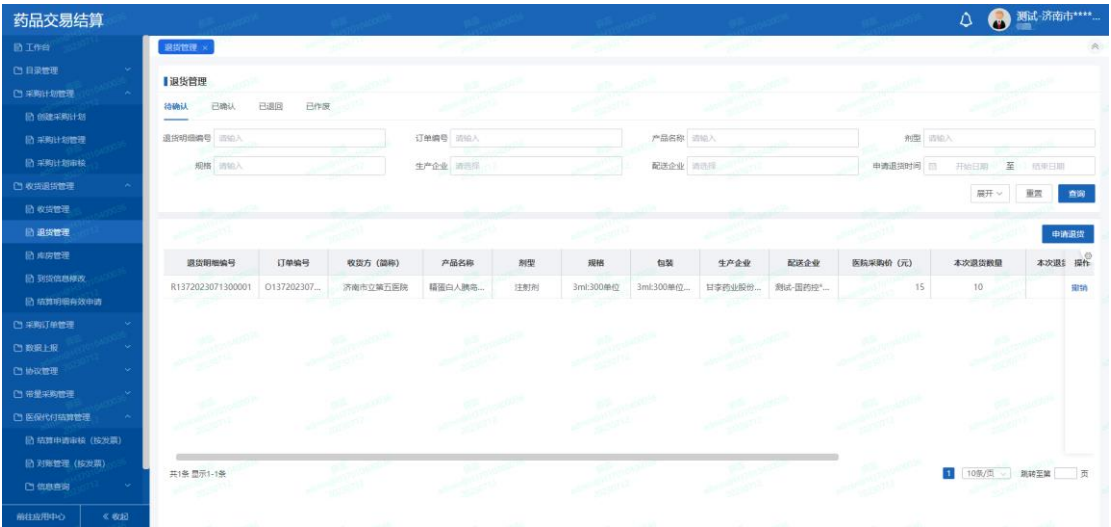 药品交易结算
测试-济南市****...
工作台
目录管理
采购计划管理
创建采购计划
采购计划管理
采购计划审核
收货退货管理
收货管理
退货管理
库房管理
到货信息修改
结算明细有效申请
采购订单管理
数据上报
协议管理
带量采购管理
医保代付结算管理
结算申请审核（按发票）
对账管理（按发票）
信息查询
前往应用中心 收起
退货管理 ×
退货管理
待确认 已确认 已退回 已作废
退货明细编号 请输入 订单编号 请输入 产品名称 请输入 剂型 请输入
规格 请输入 生产企业 请选择 配送企业 请选择 申请退货时间 开始日期 至 结束日期
展开 重置 查询
申请退货
退货明细编号 订单编号 收货方（简称） 产品名称 剂型 规格 包装 生产企业 配送企业 医院采购价（元） 本次退货数量 本次退 操作
R1372023071300001 O137202307... 济南市立第五医院 精蛋白人胰岛... 注射剂 3ml:300单位 3ml:300单位... 甘李药业股份... 测试-国药控*... 15 10 撤销
共1条 显示1-1条 1 10条/页 跳转至第 页